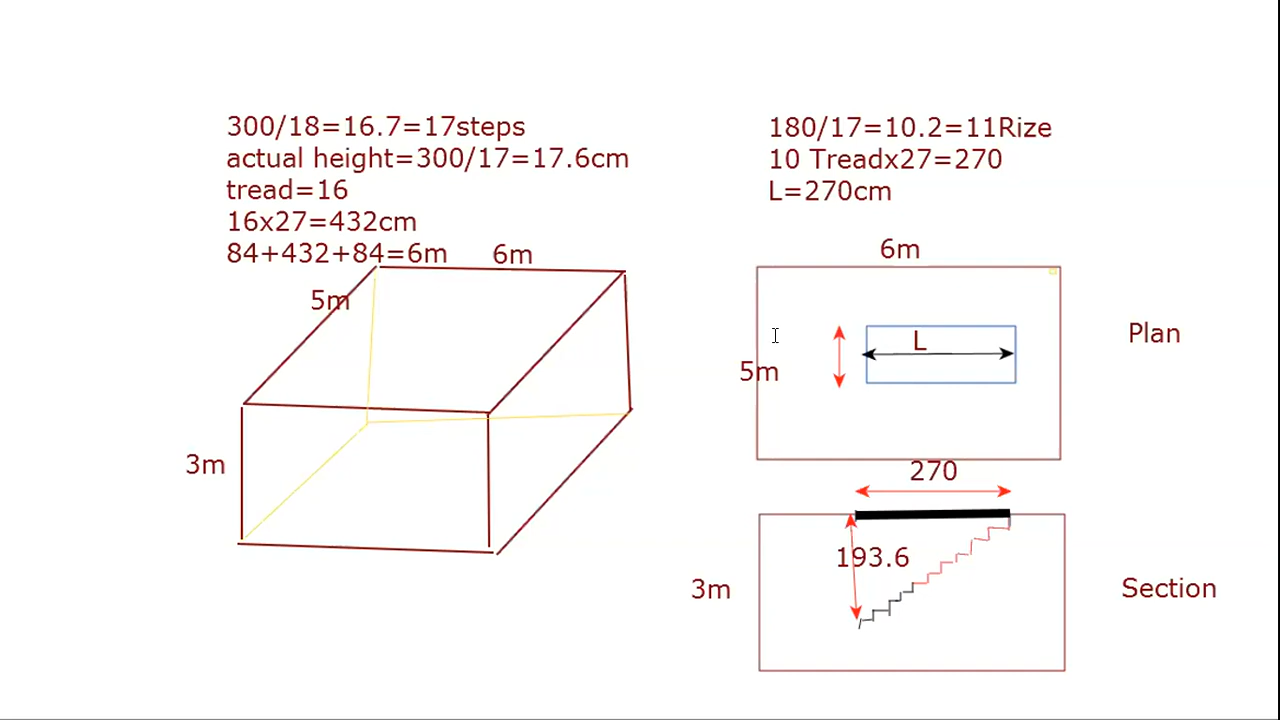 300/18=16.7=17steps
actual height=300/17=17.6cm
tread=16
16x27=432cm
84+432+84=6m
6m
5m
3m
180/17=10.2=11Rize
10 Treadx27=270
L=270cm
6m
L
5m
Plan
270
193.6
3m
Section